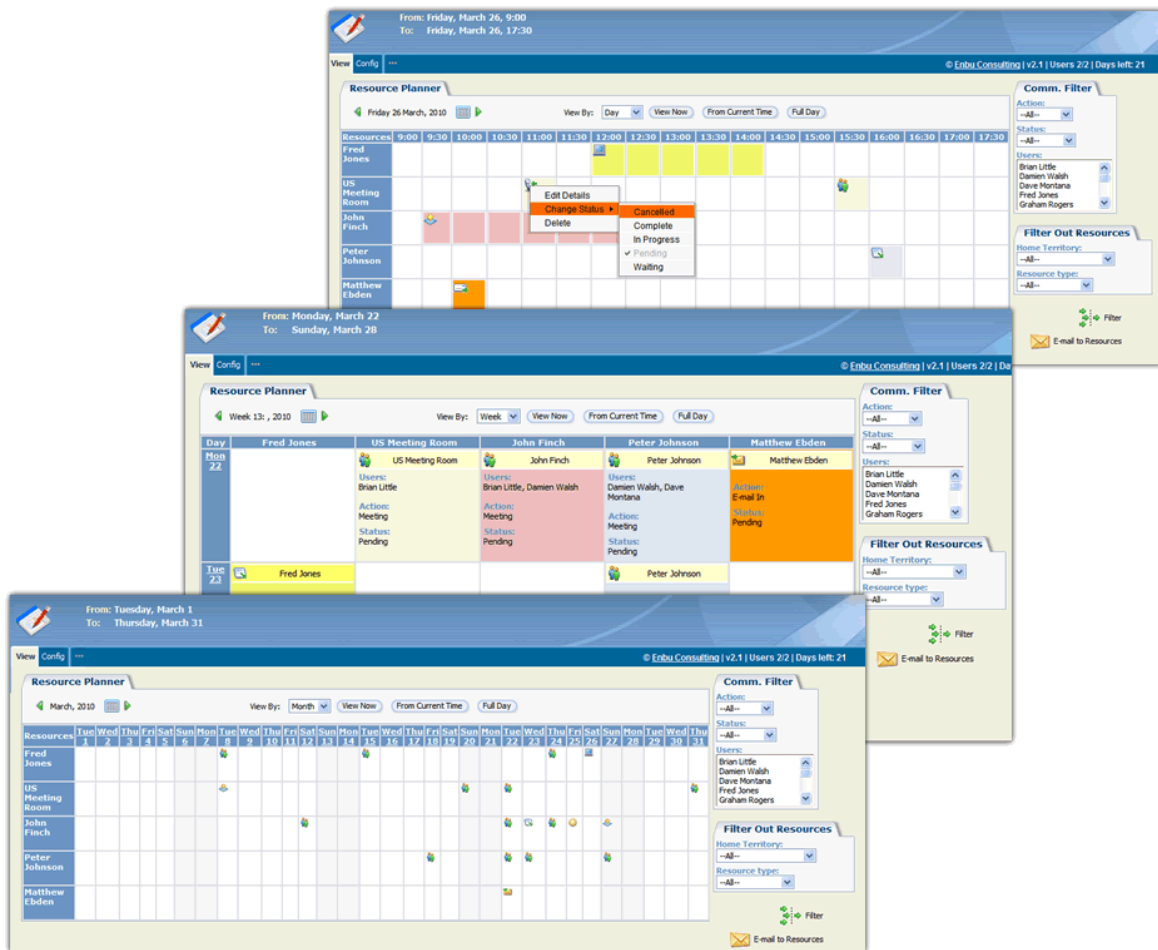 From: Friday, March 26, 9:00
To: Friday, March 26, 17:30
View Config ...
© Enbu Consulting | v2.1 | Users 2/2 | Days left: 21
Resource Planner
Friday 26 March, 2010 View By: Day View Now From Current Time Full Day
Resources 9:00 9:30 10:00 10:30 11:00 11:30 12:00 12:30 13:00 13:30 14:00 14:30 15:00 15:30 16:00 16:30 17:00 17:30
Fred
Jones
US
Meeting
Room
John
Finch
Peter
Johnson
Matthew
Ebden
Edit Details
Change Status
Delete
Cancelled
Complete
In Progress
Pending
Waiting
Comm. Filter
Action:
--All--
Status:
--All--
Users:
Brian Little
Damien Walsh
Dave Montana
Fred Jones
Graham Rogers
Filter Out Resources
Home Territory:
--All--
Resource type:
--All--
Filter
E-mail to Resources
From: Monday, March 22
To: Sunday, March 28
View Config ...
© Enbu Consulting | v2.1 | Users 2/2 | Da
Resource Planner
Week 13: , 2010 View By: Week View Now From Current Time Full Day
Day Fred Jones US Meeting Room John Finch Peter Johnson Matthew Ebden
Mon
22
US Meeting Room
Users:
Brian Little
Action:
Meeting
Status:
Pending
John Finch
Users:
Brian Little, Damien Walsh
Action:
Meeting
Status:
Pending
Peter Johnson
Users:
Damien Walsh, Dave
Montana
Action:
Meeting
Status:
Pending
Matthew Ebden
Action:
E-mail In
Status:
Pending
Tue
23
Fred Jones
Peter Johnson
Comm. Filter
Action:
--All--
Status:
--All--
Users:
Brian Little
Damien Walsh
Dave Montana
Fred Jones
Graham Rogers
Filter Out Resources
Home Territory:
--All--
Resource type:
--All--
Filter
E-mail to Resources
From: Tuesday, March 1
To: Thursday, March 31
View Config ...
© Enbu Consulting | v2.1 | Users 2/2 | Days left: 21
Resource Planner
March, 2010 View By: Month View Now From Current Time Full Day
Resources Tue Wed Thu Fri Sat Sun Mon Tue Wed Thu Fri Sat Sun Mon Tue Wed Thu Fri Sat Sun Mon Tue Wed Thu Fri Sat Sun Mon Tue Wed Thu
1 2 3 4 5 6 7 8 9 10 11 12 13 14 15 16 17 18 19 20 21 22 23 24 25 26 27 28 29 30 31
Fred
Jones
US
Meeting
Room
John
Finch
Peter
Johnson
Matthew
Ebden
Comm. Filter
Action:
--All--
Status:
--All--
Users:
Brian Little
Damien Walsh
Dave Montana
Fred Jones
Graham Rogers
Filter Out Resources
Home Territory:
--All--
Resource type:
--All--
Filter
E-mail to Resources